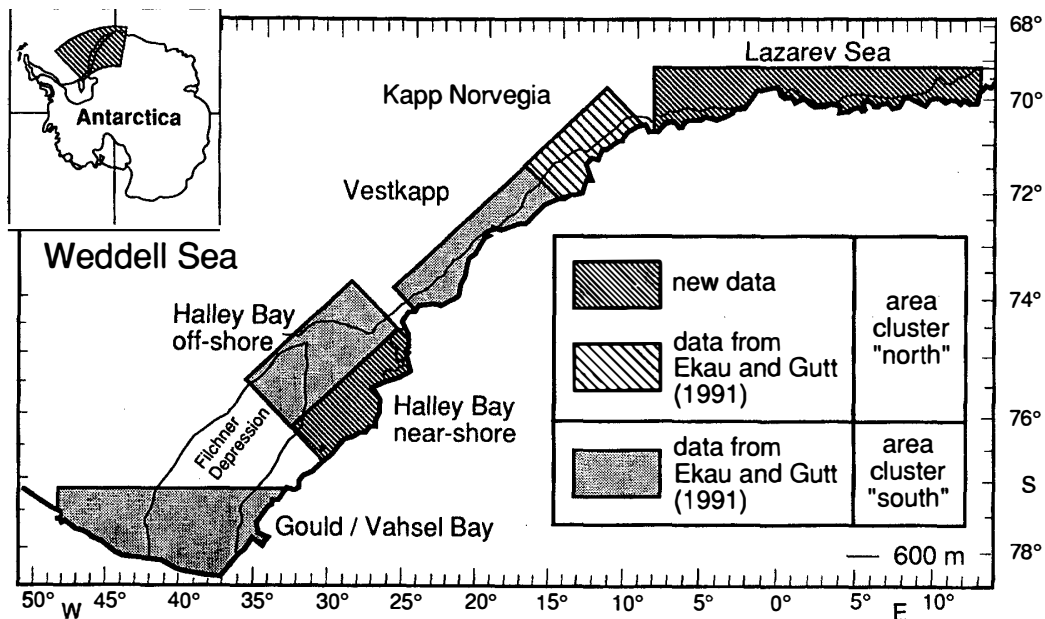 Antarctica
Lazarev Sea
68°
Kapp Norvegia
70°
Vestkapp
72°
Weddell Sea
new data
area
cluster
"north"
data from
Ekau and Gutt
(1991)
74°
Halley Bay
off-shore
Halley Bay
near-shore
76°
Filchner
Depression
data from
Ekau and Gutt
(1991)
area
cluster
"south"
S
Gould / Vahsel Bay
600 m
78°
50° 45° 40° 35° 30° 25° 20° 15° 10° 5° 0° 5° 10°
W E